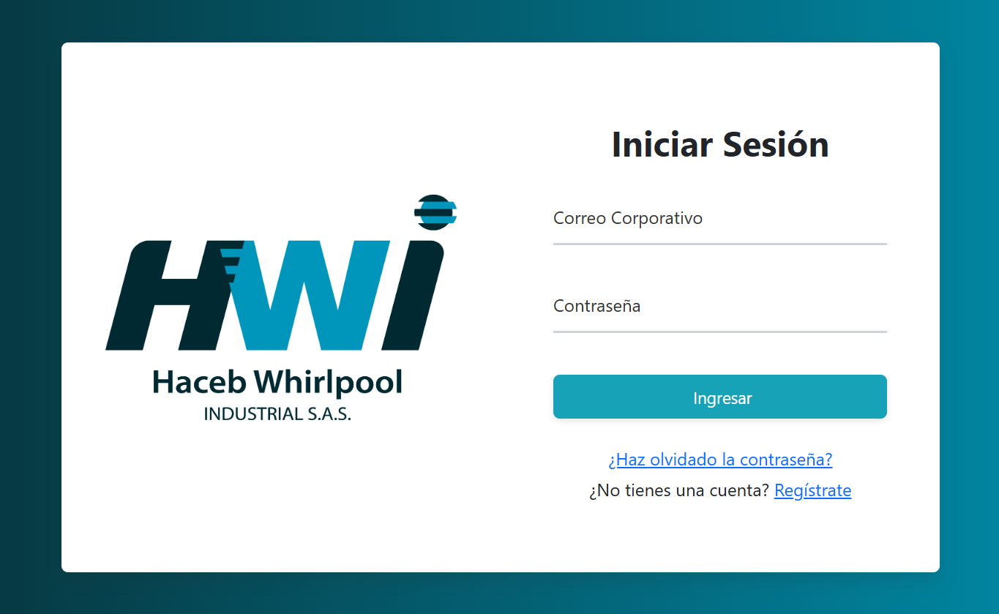 HWI
Haceb Whirlpool
INDUSTRIAL S.A.S.
Iniciar Sesión
Correo Corporativo
Contraseña
Ingresar
¿Haz olvidado la contraseña?
¿No tienes una cuenta? Regístrate